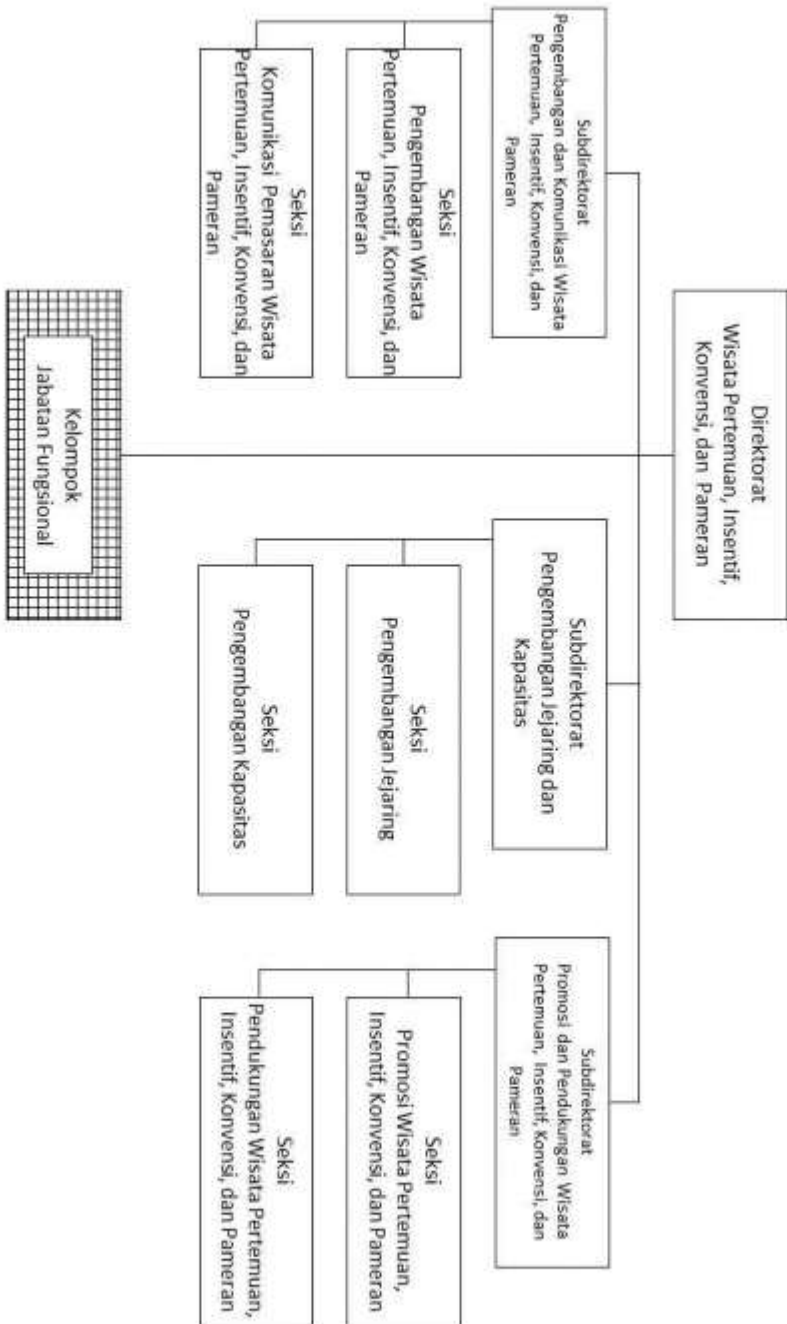 Direktorat
Wisata Pertemuan, Insentif,
Konvensi, dan Pameran
Subdirektorat
Pengembangan dan Komunikasi Wisata
Pertemuan, Insentif, Konvensi, dan
Pameran
Seksi
Pengembangan Wisata
Pertemuan, Insentif, Konvensi, dan
Pameran
Seksi
Komunikasi Pemasaran Wisata
Pertemuan, Insentif, Konvensi, dan
Pameran
Subdirektorat
Pengembangan Jejaring dan
Kapasitas
Seksi
Pengembangan Jejaring
Seksi
Pengembangan Kapasitas
Subdirektorat
Promosi dan Pendukungan Wisata
Pertemuan, Insentif, Konvensi, dan
Pameran
Seksi
Promosi Wisata Pertemuan,
Insentif, Konvensi, dan Pameran
Seksi
Pendukungan Wisata Pertemuan,
Insentif, Konvensi, dan Pameran
Kelompok
Jabatan Fungsional